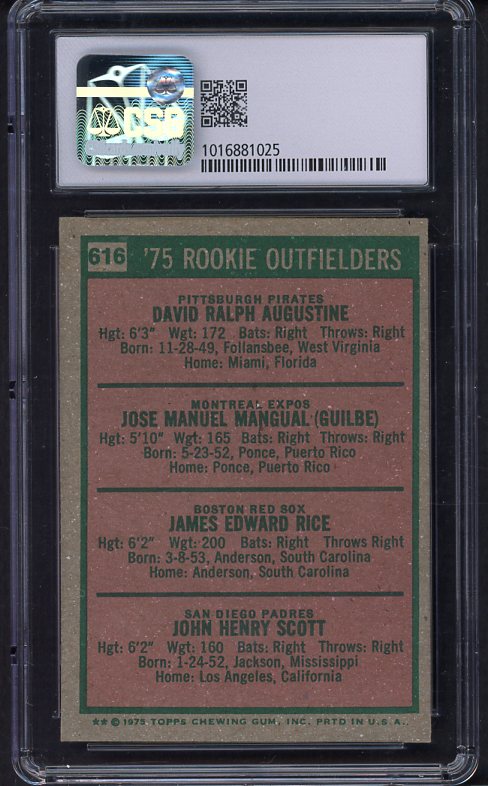 CSG
1016881025
616 '75 ROOKIE OUTFIELDERS
PITTSBURGH PIRATES
DAVID RALPH AUGUSTINE
Hgt: 6'3" Wgt: 172 Bats: Right Throws: Right
Born: 11-28-49, Follansbee, West Virginia
Home: Miami, Florida
MONTREAL EXPOS
JOSE MANUEL MANGUAL (GUILBE)
Hgt: 5'10" Wgt: 165 Bats: Right Throws: Right
Born: 5-23-52, Ponce, Puerto Rico
Home: Ponce, Puerto Rico
BOSTON RED SOX
JAMES EDWARD RICE
Hgt: 6'2" Wgt: 200 Bats: Right Throws Right
Born: 3-8-53, Anderson, South Carolina
Home: Anderson, South Carolina
SAN DIEGO PADRES
JOHN HENRY SCOTT
Hgt: 6'2" Wgt: 160 Bats: Right Throws: Right
Born: 1-24-52, Jackson, Mississippi
Home: Los Angeles, California
** © 1975 TOPPS CHEWING GUM, INC. PRTD IN U.S.A.